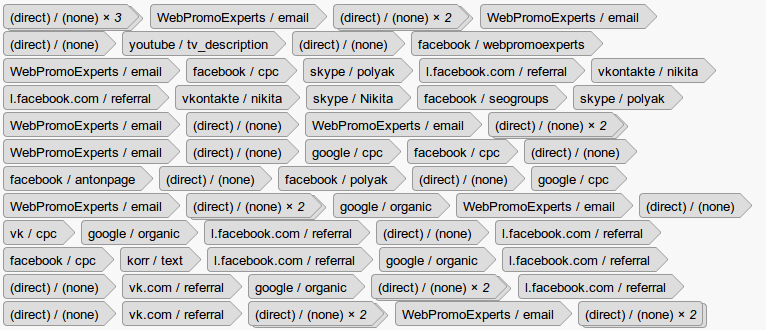 (direct) / (none) × 3 WebPromoExperts / email (direct) / (none) × 2 WebPromoExperts / email
(direct) / (none) youtube / tv_description (direct) / (none) facebook / webpromoexperts
WebPromoExperts / email facebook / cpc skype / polyak l.facebook.com / referral vkontakte / nikita
l.facebook.com / referral vkontakte / nikita skype / Nikita facebook / seogroups skype / polyak
WebPromoExperts / email (direct) / (none) WebPromoExperts / email (direct) / (none) × 2
WebPromoExperts / email (direct) / (none) google / cpc facebook / cpc (direct) / (none)
facebook / antonpage (direct) / (none) facebook / polyak (direct) / (none) google / cpc
WebPromoExperts / email (direct) / (none) × 2 google / organic WebPromoExperts / email (direct) / (none)
vk / cpc google / organic l.facebook.com / referral (direct) / (none) l.facebook.com / referral
facebook / cpc korr / text l.facebook.com / referral google / organic l.facebook.com / referral
(direct) / (none) vk.com / referral google / organic (direct) / (none) × 2 l.facebook.com / referral
(direct) / (none) vk.com / referral (direct) / (none) × 2 WebPromoExperts / email (direct) / (none) × 2